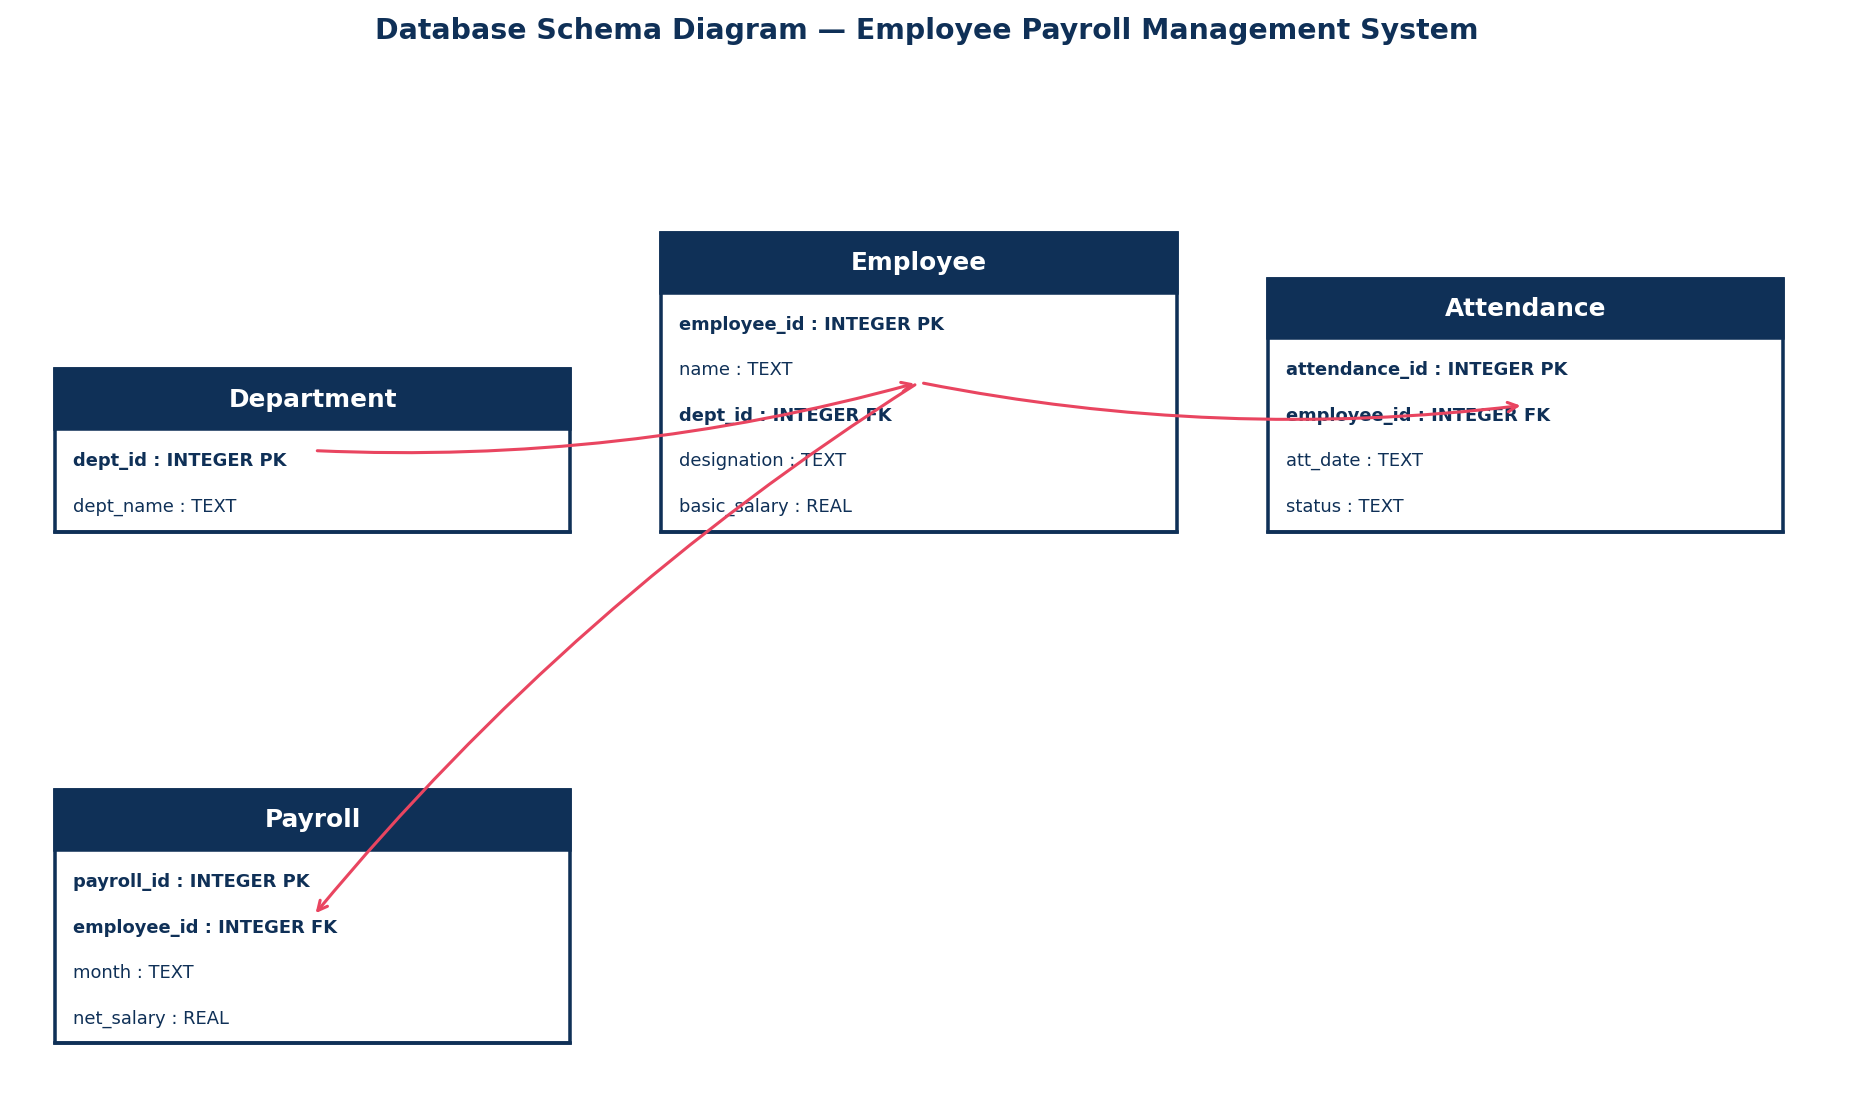 Database Schema Diagram — Employee Payroll Management System
Department
dept_id : INTEGER PK
dept_name : TEXT
Employee
employee_id : INTEGER PK
name : TEXT
dept_id : INTEGER FK
designation : TEXT
basic_salary : REAL
Attendance
attendance_id : INTEGER PK
employee_id : INTEGER FK
att_date : TEXT
status : TEXT
Payroll
payroll_id : INTEGER PK
employee_id : INTEGER FK
month : TEXT
net_salary : REAL